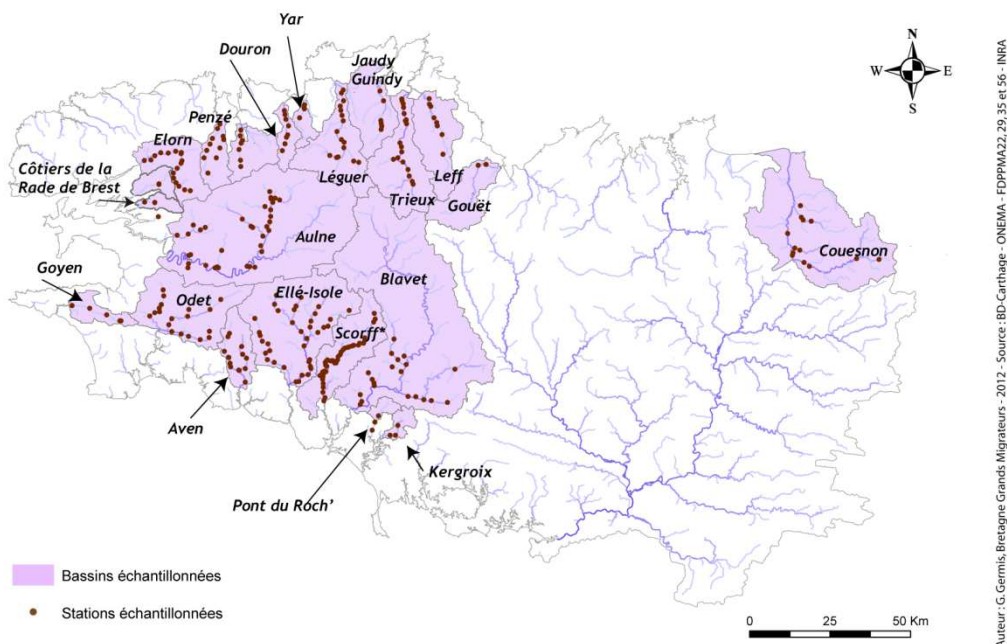 Yar
Douron
Jaudy
Guindy
N
W E
S
Penzé
Elorn
Côtiers de la
Rade de Brest
Léguer
Trieux
Leff
Gouët
Aulne
Couesnon
Goyen
Blavet
Odet
Ellé-Isole
Scorff*
Aven
Kergroix
Pont du Roch'
Bassins échantillonnées
Stations échantillonnées
0 25 50 Km
Auteur : G. Germis, Bretagne Grands Migrateurs - 2012 - Source : BD-Carthage - ONEMA - FDPPMA22,29,35 et 56 - INRA